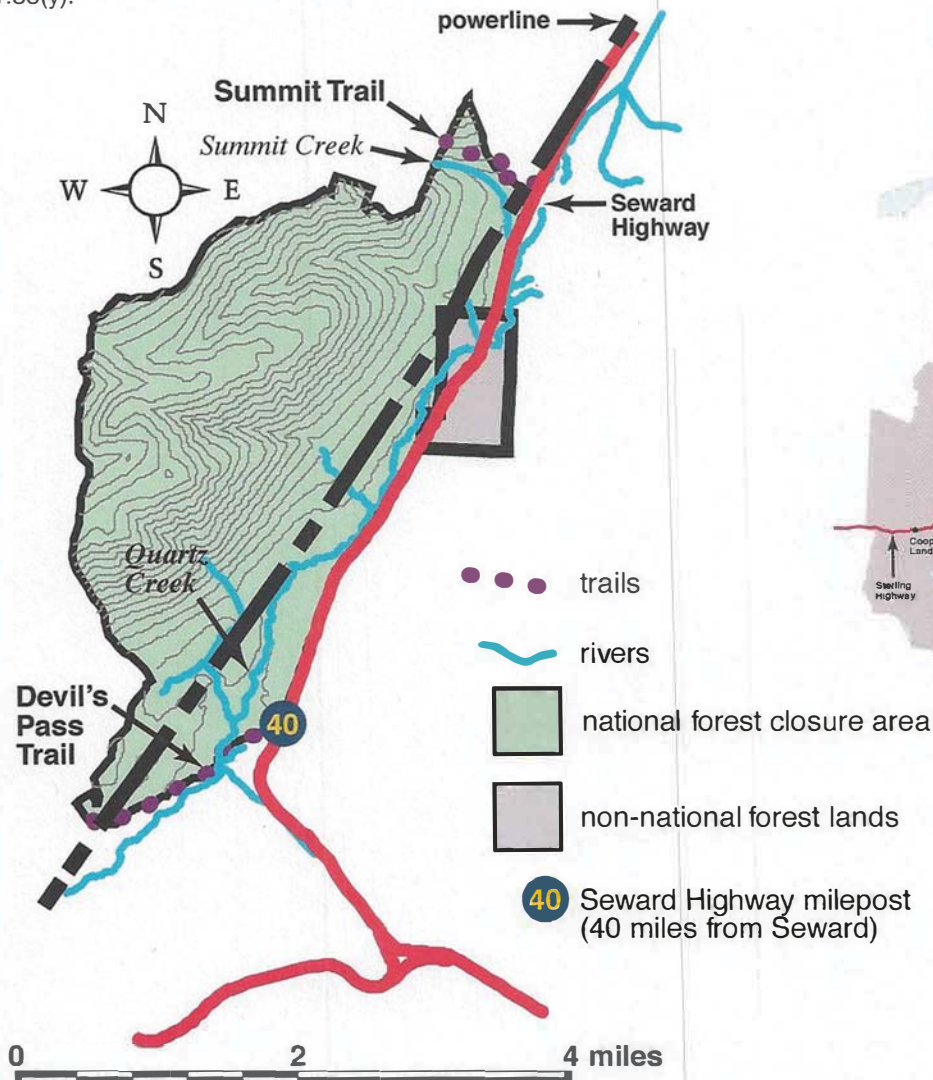 powerline
Summit Trail
N
Summit Creek
W
E
Seward
Highway
S
Quartz
Creek
trails
rivers
Devil's
Pass
Trail
40
national forest closure area
non-national forest lands
40
Seward Highway milepost
(40 miles from Seward)
Sterling
Highway
0
2
4 miles